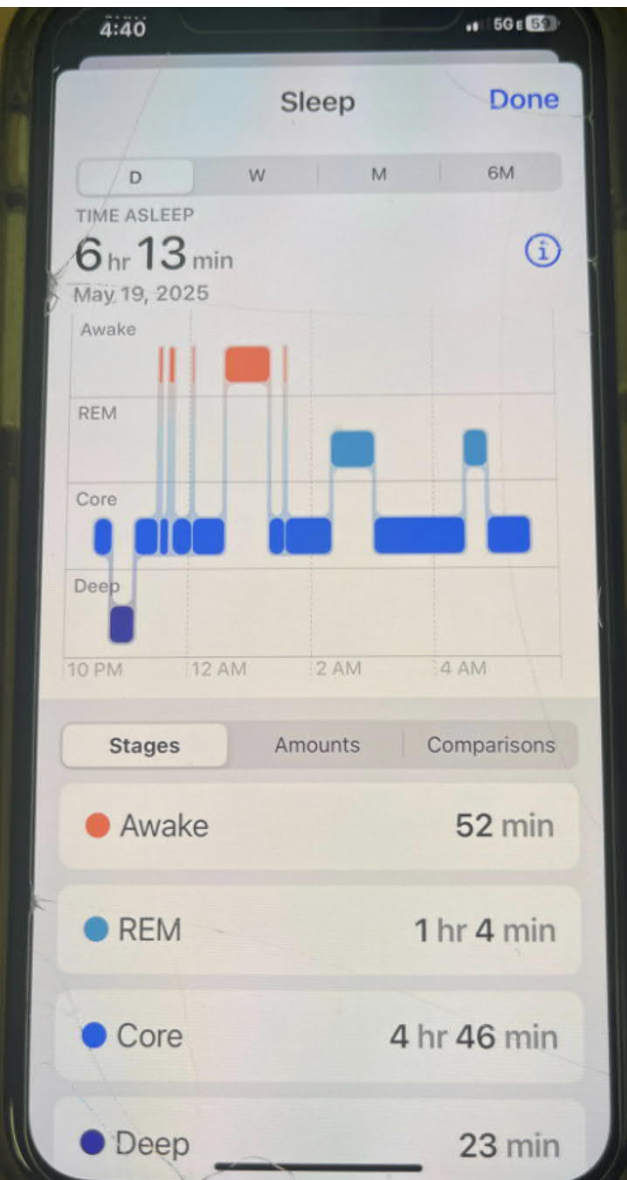 4:40 5G E 59
Sleep Done
D W M 6M
TIME ASLEEP
6 hr 13 min
May 19, 2025
Awake
REM
Core
Deep
10 PM 12 AM 2 AM 4 AM
Stages Amounts Comparisons
Awake 52 min
REM 1 hr 4 min
Core 4 hr 46 min
Deep 23 min